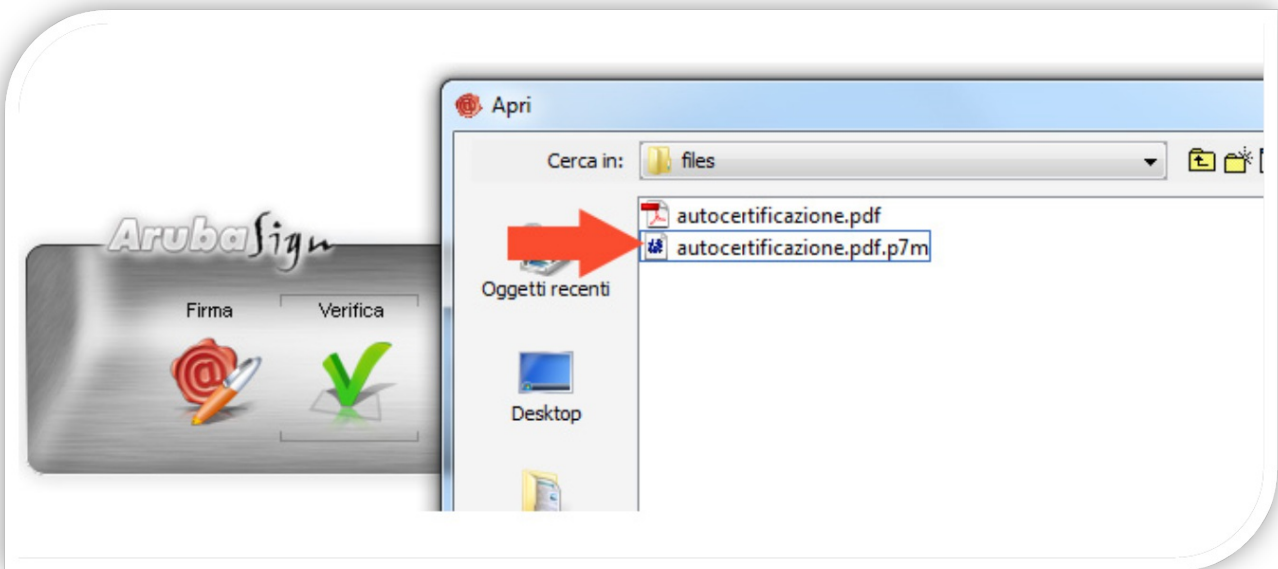 Apri
Cerca in:
files
autocertificazione.pdf
autocertificazione.pdf.p7m
Oggetti recenti
Desktop
ArubaSign
Firma
Verifica